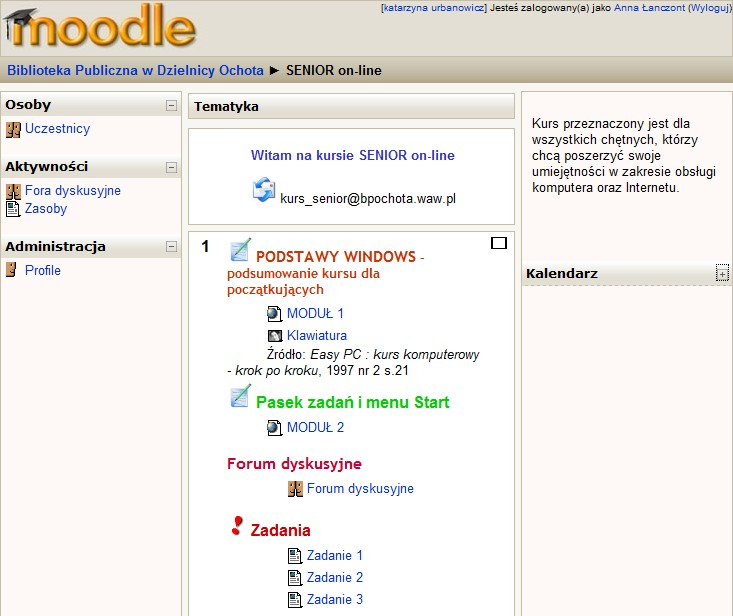 moodle
[katarzyna urbanowicz] Jesteś zalogowany(a) jako Anna Łanczont (Wyloguj)
Biblioteka Publiczna w Dzielnicy Ochota ► SENIOR on-line
Osoby
Uczestnicy
Aktywności
Fora dyskusyjne
Zasoby
Administracja
Profile
Tematyka
Witam na kursie SENIOR on-line
kurs_senior@bpochota.waw.pl
1
PODSTAWY WINDOWS -
podsumowanie kursu dla
początkujących
MODUŁ 1
Klawiatura
Źródło: Easy PC : kurs komputerowy
- krok po kroku, 1997 nr 2 s.21
Pasek zadań i menu Start
MODUŁ 2
Forum dyskusyjne
Forum dyskusyjne
Zadania
Zadanie 1
Zadanie 2
Zadanie 3
Kurs przeznaczony jest dla
wszystkich chętnych, którzy
chcą poszerzyć swoje
umiejętności w zakresie obsługi
komputera oraz Internetu.
Kalendarz